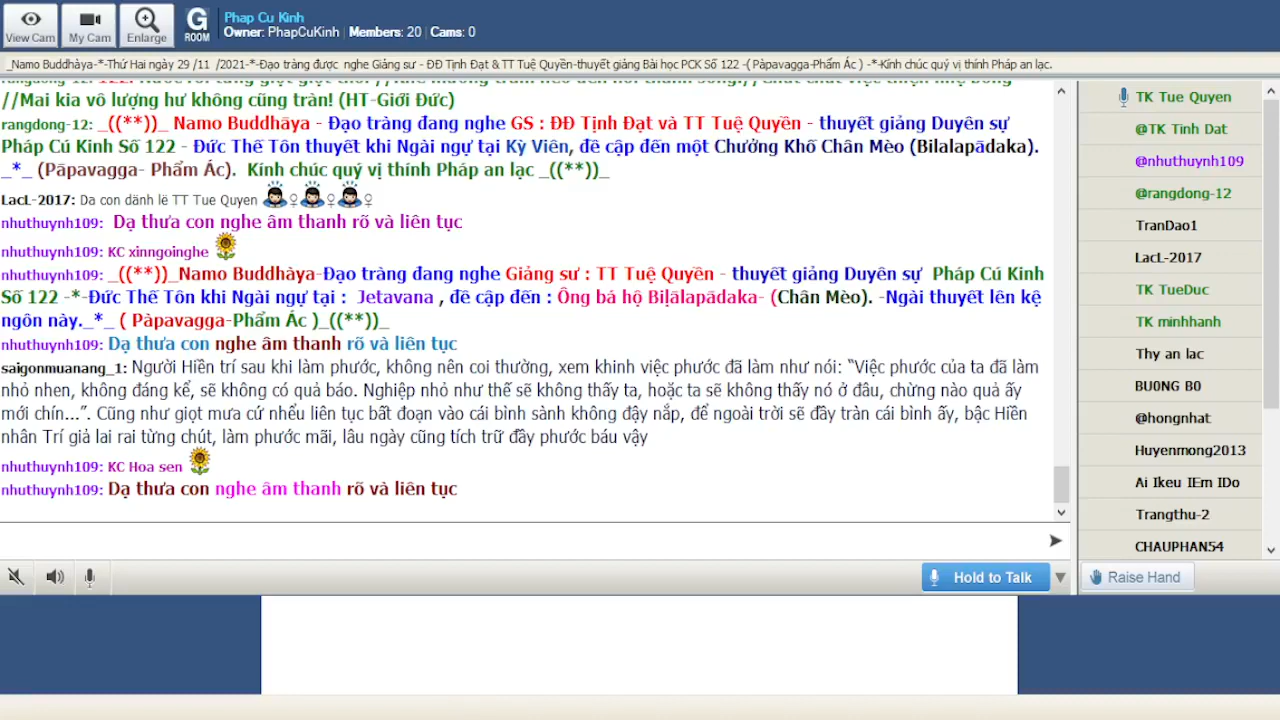 Phap Cu Kinh
Owner: PhapCuKinh | Members: 20 | Cams: 0
View Cam
My Cam
Enlarge
G
ROOM
_Namo Buddhàya-*-Thứ Hai ngày 29 /11 /2021-*-Đạo tràng được nghe Giảng sư - ĐĐ Tịnh Đạt & TT Tuệ Quyền-thuyết giảng Bài học PCK Số 122 -( Pàpavagga-Phẩm Ác ) -*-Kính chúc quý vị thính Pháp an lạc.
//Mai kia vô lượng hư không cũng tràn! (HT-Giới Đức)
rangdong-12: _((**))_ Namo Buddhāya - Đạo tràng đang nghe GS : ĐĐ Tịnh Đạt và TT Tuệ Quyền - thuyết giảng Duyên sự
Pháp Cú Kinh Số 122 - Đức Thế Tôn thuyết khi Ngài ngự tại Kỳ Viên, đề cập đến một Chưởng Khố Chân Mèo (Bilalapādaka).
_*_ (Pāpavagga- Phẩm Ác). Kính chúc quý vị thính Pháp an lạc _((**))_
LacL-2017: Da con dãnh lẽ TT Tue Quyen ♀ ♀ ♀
nhuthuynh109: Dạ thưa con nghe âm thanh rõ và liên tục
nhuthuynh109: KC xinngoinghe
nhuthuynh109: _((**))_Namo Buddhàya-Đạo tràng đang nghe Giảng sư : TT Tuệ Quyền - thuyết giảng Duyên sự Pháp Cú Kinh
Số 122 -*-Đức Thế Tôn khi Ngài ngự tại : Jetavana , đề cập đến : Ông bá hộ Biḷālapādaka- (Chân Mèo). -Ngài thuyết lên kệ
ngôn này._*_ ( Pàpavagga-Phẩm Ác )_((**))_
nhuthuynh109: Dạ thưa con nghe âm thanh rõ và liên tục
saigonmuanang_1: Người Hiền trí sau khi làm phước, không nên coi thường, xem khinh việc phước đã làm như nói: “Việc phước của ta đã làm
nhỏ nhen, không đáng kể, sẽ không có quả báo. Nghiệp nhỏ như thế sẽ không thấy ta, hoặc ta sẽ không thấy nó ở đâu, chừng nào quả ấy
mới chín...”. Cũng như giọt mưa cứ nhểu liên tục bất đoạn vào cái bình sành không đậy nắp, để ngoài trời sẽ đầy tràn cái bình ấy, bậc Hiền
nhân Trí giả lai rai từng chút, làm phước mãi, lâu ngày cũng tích trữ đầy phước báu vậy
nhuthuynh109: KC Hoa sen
nhuthuynh109: Dạ thưa con nghe âm thanh rõ và liên tục
Hold to Talk
TK Tue Quyen
@TK Tinh Dat
@nhuthuynh109
@rangdong-12
TranDao1
LacL-2017
TK TueDuc
TK minhhanh
Thy an lac
BU0NG B0
@hongnhat
Huyenmong2013
Ai Ikeu IEm IDo
Trangthu-2
CHAUPHAN54
Raise Hand